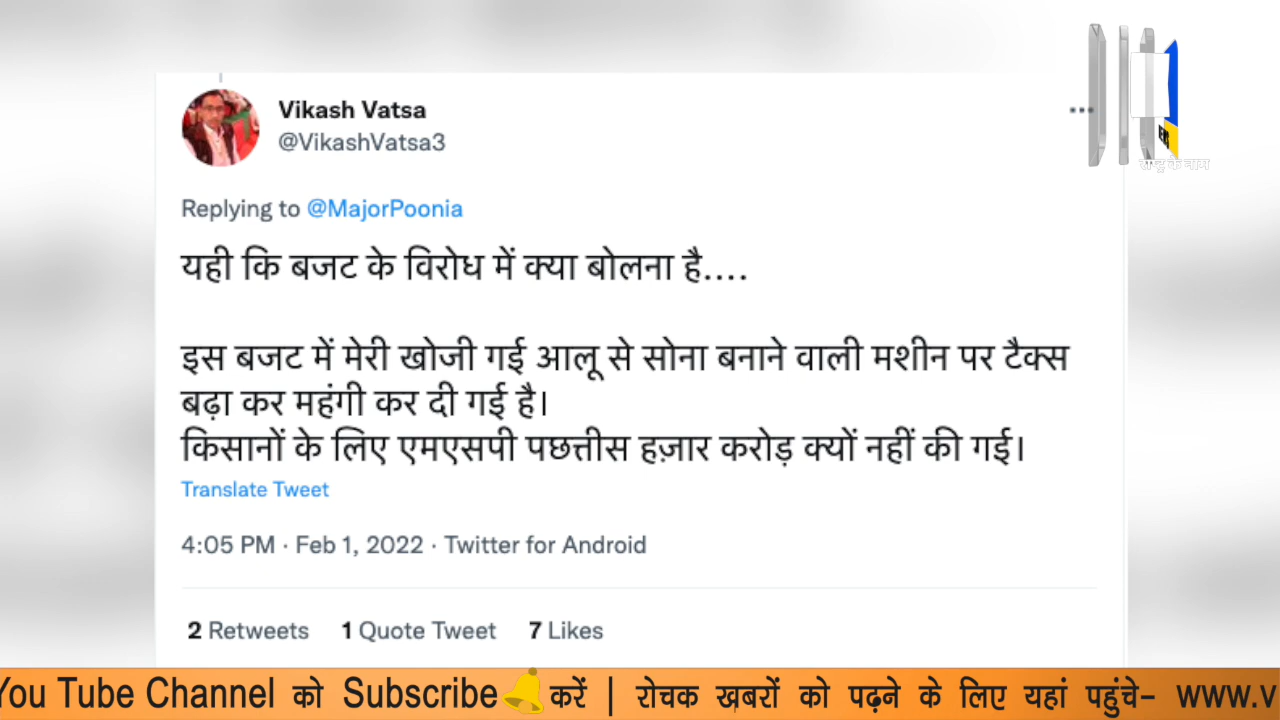 Vikash Vatsa
@VikashVatsa3
Replying to @MajorPoonia
यही कि बजट के विरोध में क्या बोलना है....
इस बजट में मेरी खोजी गई आलू से सोना बनाने वाली मशीन पर टैक्स
बढ़ा कर महंगी कर दी गई है।
किसानों के लिए एमएसपी पछत्तीस हज़ार करोड़ क्यों नहीं की गई।
Translate Tweet
4:05 PM · Feb 1, 2022 · Twitter for Android
2 Retweets 1 Quote Tweet 7 Likes
राष्ट्र के नाम
You Tube Channel को Subscribe करें | रोचक ख़बरों को पढ़ने के लिए यहां पहुंचे- www.v